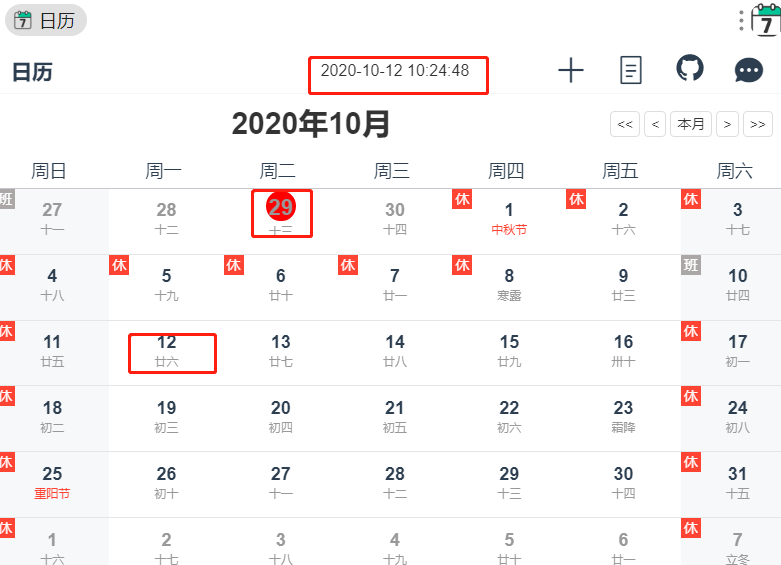 7 日历
7
日历
2020-10-12 10:24:48
2020年10月
<< < 本月 > >>
周日 周一 周二 周三 周四 周五 周六
班 27 28 29 30 休 1 休 2 休 3
十一 十二 十三 十四 中秋节 十六 十七
休 4 休 5 休 6 休 7 休 8 9 班 10
十八 十九 廿十 廿一 寒露 廿三 廿四
休 11 12 13 14 15 16 休 17
廿五 廿六 廿七 廿八 廿九 卅十 初一
休 18 19 20 21 22 23 休 24
初二 初三 初四 初五 初六 霜降 初八
休 25 26 27 28 29 30 休 31
重阳节 初十 十一 十二 十三 十四 十五
休 1 2 3 4 5 6 休 7
十六 十七 十八 十九 廿十 廿一 立冬